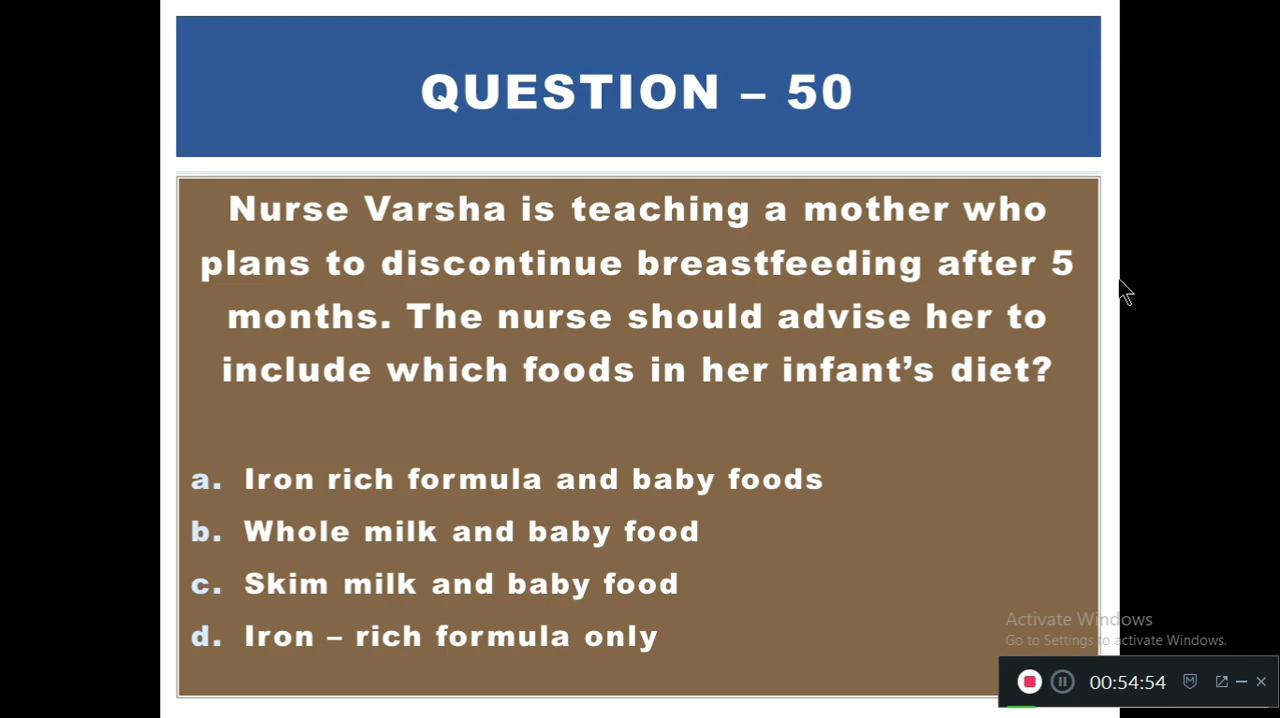 QUESTION – 50
Nurse Varsha is teaching a mother who
plans to discontinue breastfeeding after 5
months. The nurse should advise her to
include which foods in her infant’s diet?
a. Iron rich formula and baby foods
b. Whole milk and baby food
c. Skim milk and baby food
d. Iron – rich formula only
Activate Windows
Go to Settings to activate Windows.
00:54:54